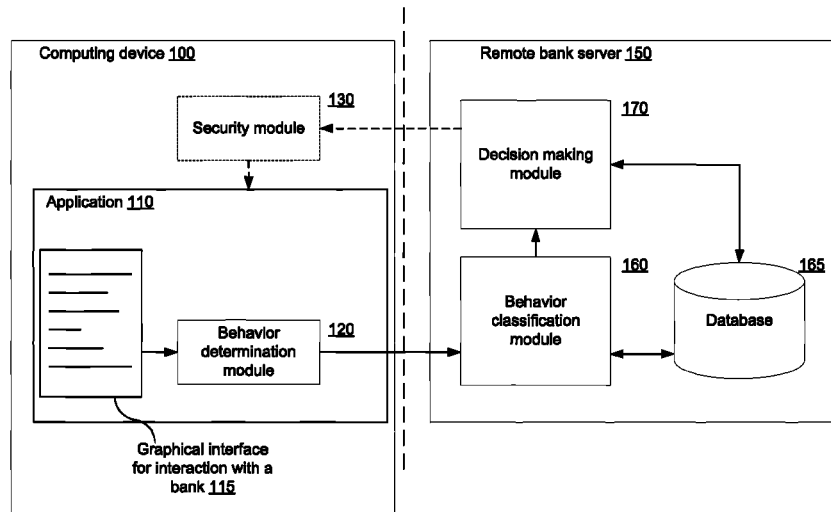 Computing device 100
130
Security module
Application 110
120
Behavior
determination
module
Graphical interface
for interaction with a
bank 115
Remote bank server 150
170
Decision making
module
160
Behavior
classification
module
165
Database